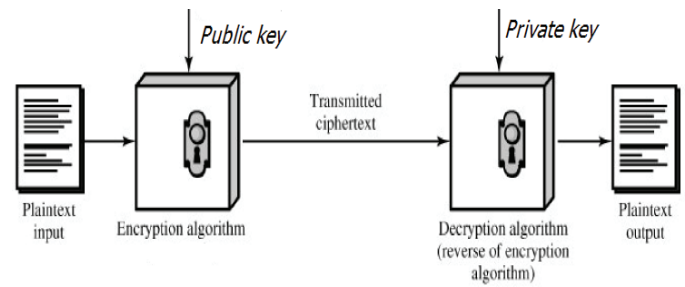 Public key
Private key
Transmitted
ciphertext
Plaintext
input
Encryption algorithm
Decryption algorithm
(reverse of encryption
algorithm)
Plaintext
output